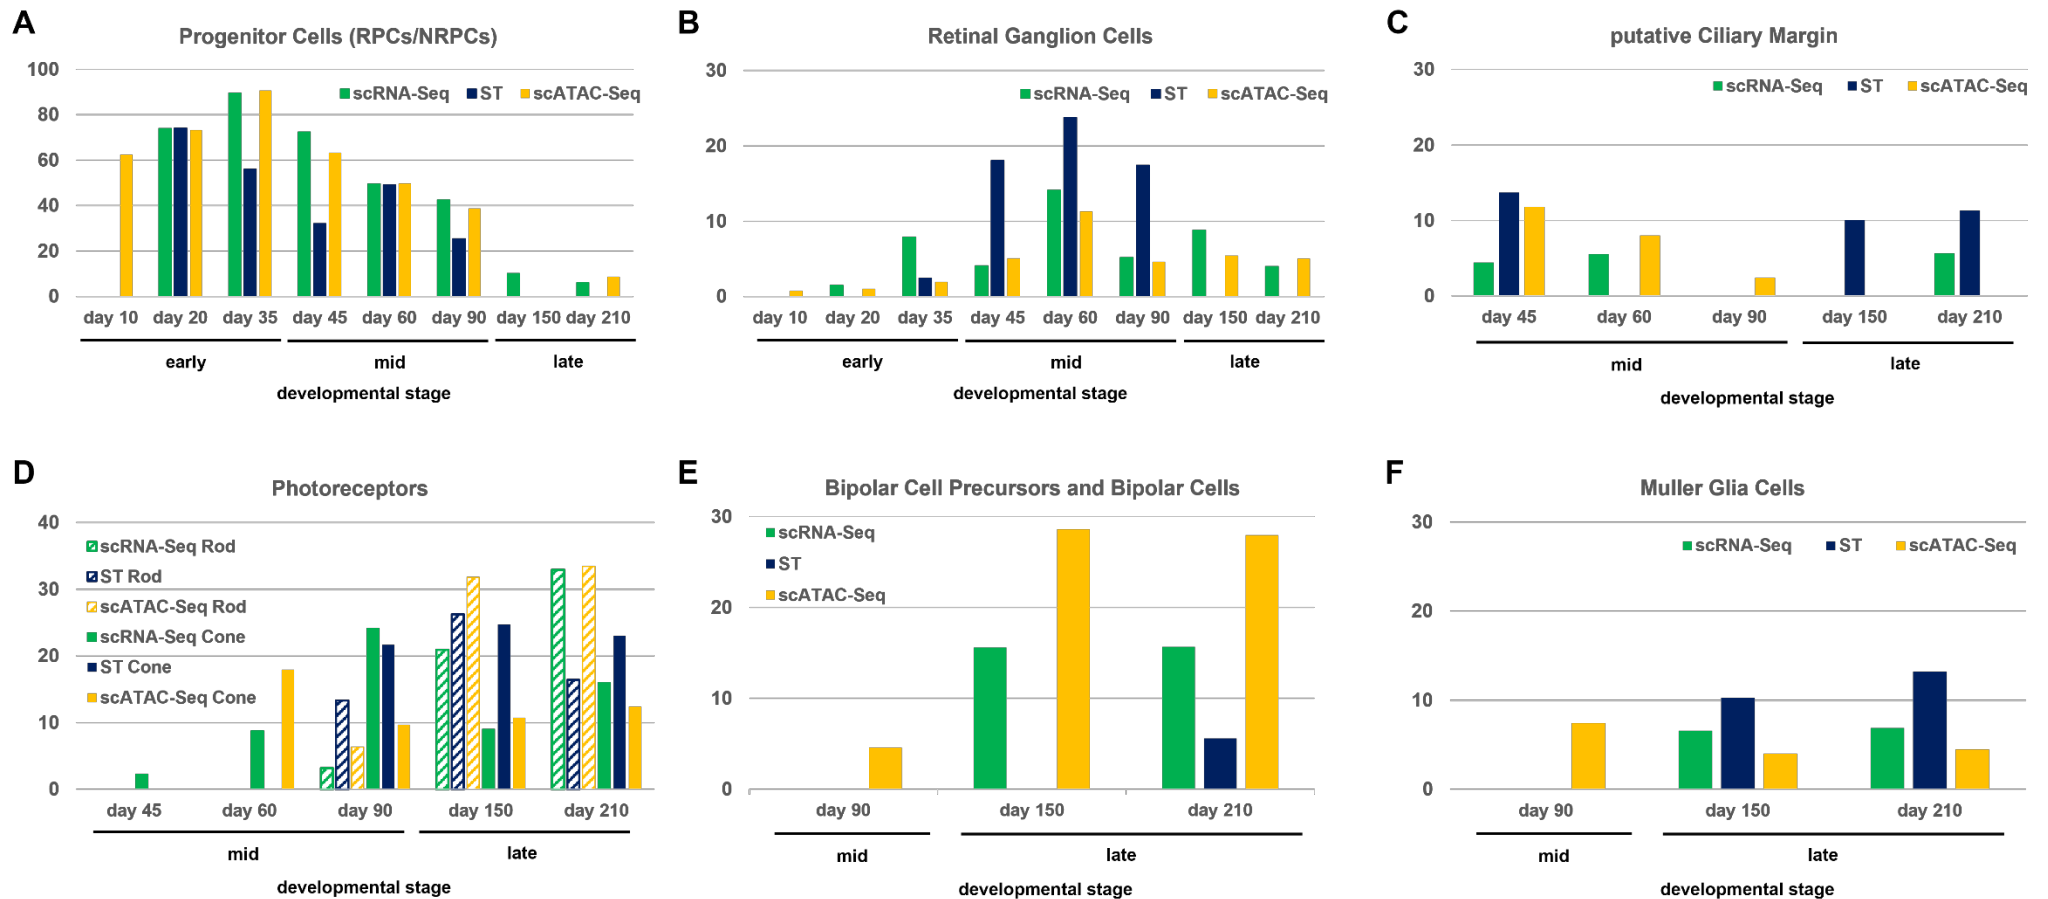 A
Progenitor Cells (RPCs/NRPCs)
100
80
60
40
20
0
scRNA-Seq ST scATAC-Seq
day 10 day 20 day 35 day 45 day 60 day 90 day 150 day 210
early mid late
developmental stage
B
Retinal Ganglion Cells
30
20
10
0
scRNA-Seq ST scATAC-Seq
day 10 day 20 day 35 day 45 day 60 day 90 day 150 day 210
early mid late
developmental stage
C
putative Ciliary Margin
30
20
10
0
scRNA-Seq ST scATAC-Seq
day 45 day 60 day 90 day 150 day 210
mid late
developmental stage
D
Photoreceptors
40
30
20
10
0
scRNA-Seq Rod
ST Rod
scATAC-Seq Rod
scRNA-Seq Cone
ST Cone
scATAC-Seq Cone
day 45 day 60 day 90 day 150 day 210
mid late
developmental stage
E
Bipolar Cell Precursors and Bipolar Cells
30
20
10
0
scRNA-Seq
ST
scATAC-Seq
day 90 day 150 day 210
mid late
developmental stage
F
Muller Glia Cells
30
20
10
0
scRNA-Seq ST scATAC-Seq
day 90 day 150 day 210
mid late
developmental stage